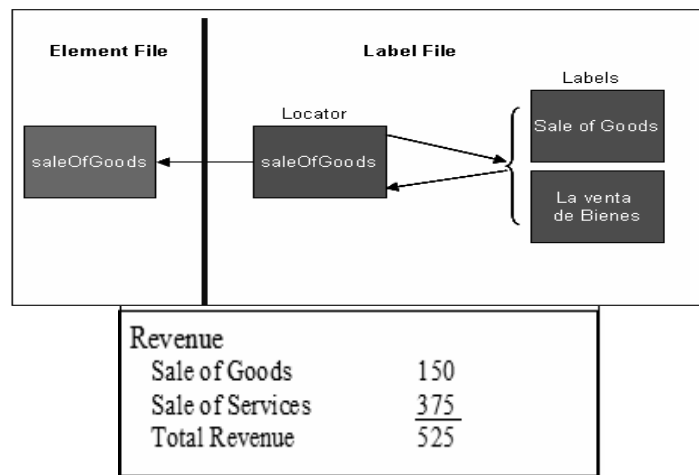 Element File
Label File
Labels
Locator
saleOfGoods
saleOfGoods
Sale of Goods
La venta
de Bienes
Revenue
Sale of Goods 150
Sale of Services 375
Total Revenue 525